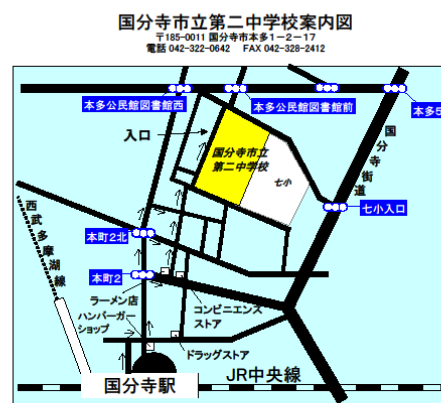 国分寺市立第二中学校案内図
〒185-0011 国分寺市本多1－2－17
電話 042-322-0642 FAX 042-328-2412
本多公民館図書館西
本多公民館図書館前
本多5
入口
国分寺市立
第二中学校
七小
国分寺街道
七小入口
西武多摩湖線
本町2北
本町2
ラーメン店
ハンバーガー
ショップ
コンビニエンス
ストア
ドラッグストア
国分寺駅
JR中央線